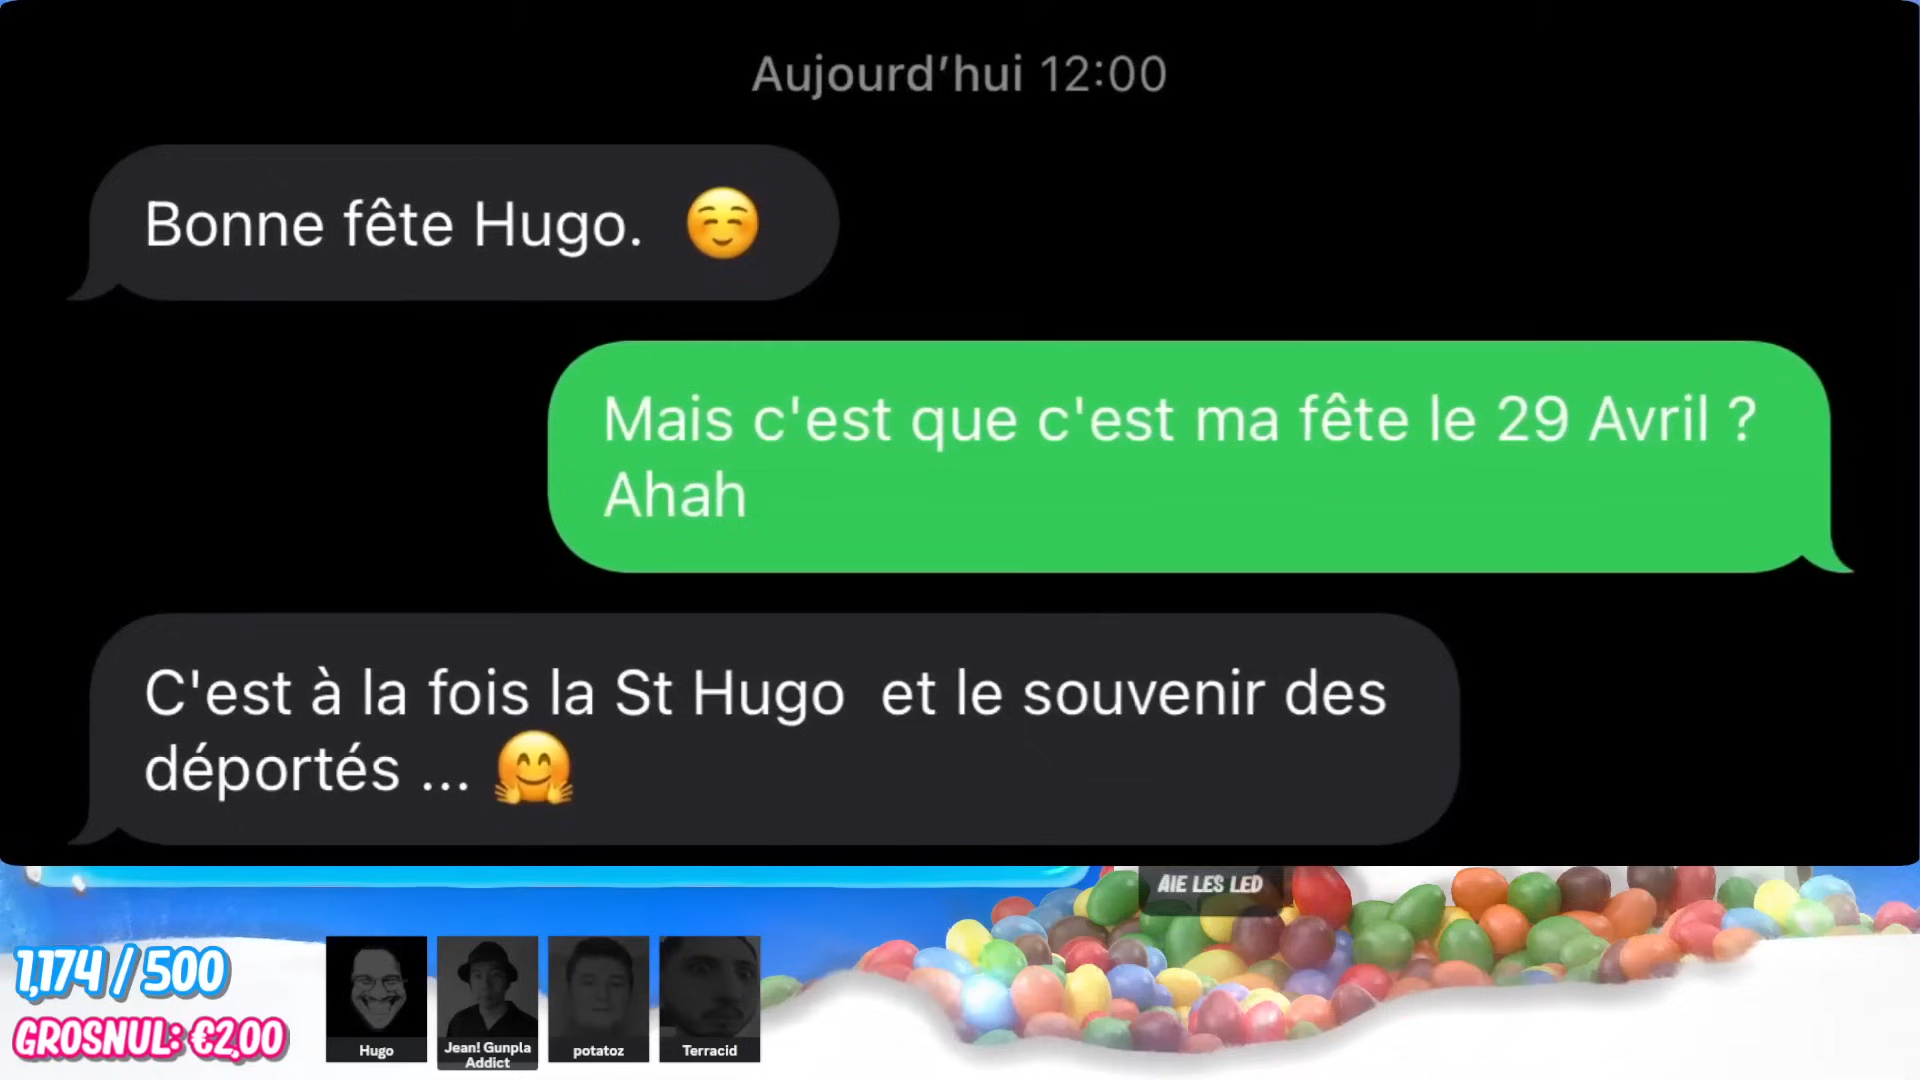 Aujourd’hui 12:00
Bonne fête Hugo. ☺️
Mais c'est que c'est ma fête le 29 Avril ?
Ahah
C'est à la fois la St Hugo  et le souvenir des
déportés ... 🤗
AIE LES LED
1,174 / 500
GROSNUL: €2,00
Hugo
Jean! Gunpla
Addict
potatoz
Terracid